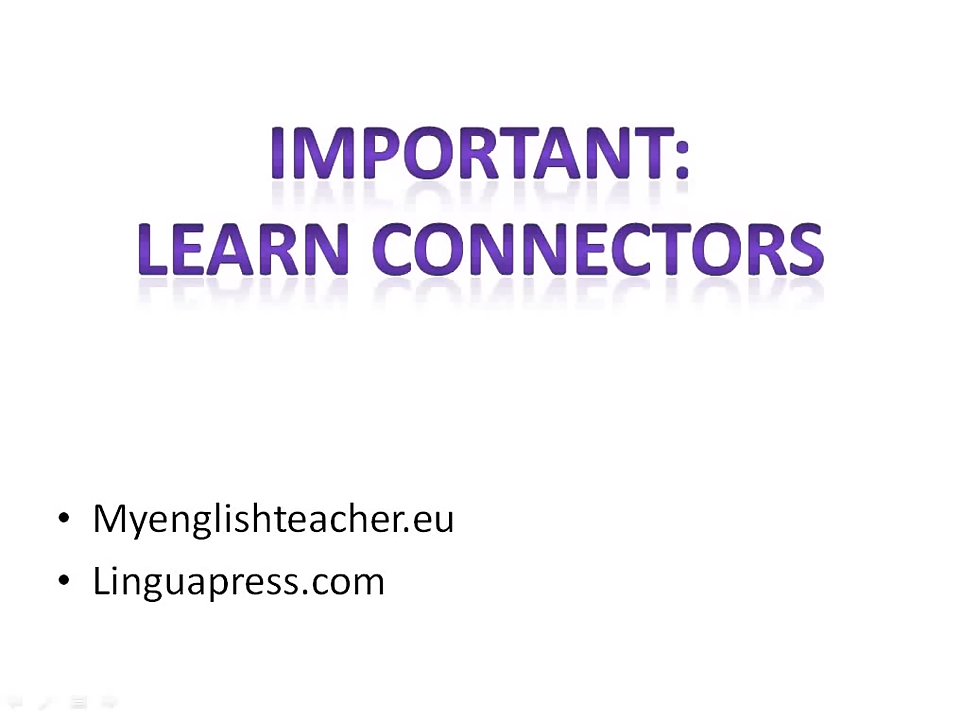 IMPORTANT:
LEARN CONNECTORS
• Myenglishteacher.eu
• Linguapress.com